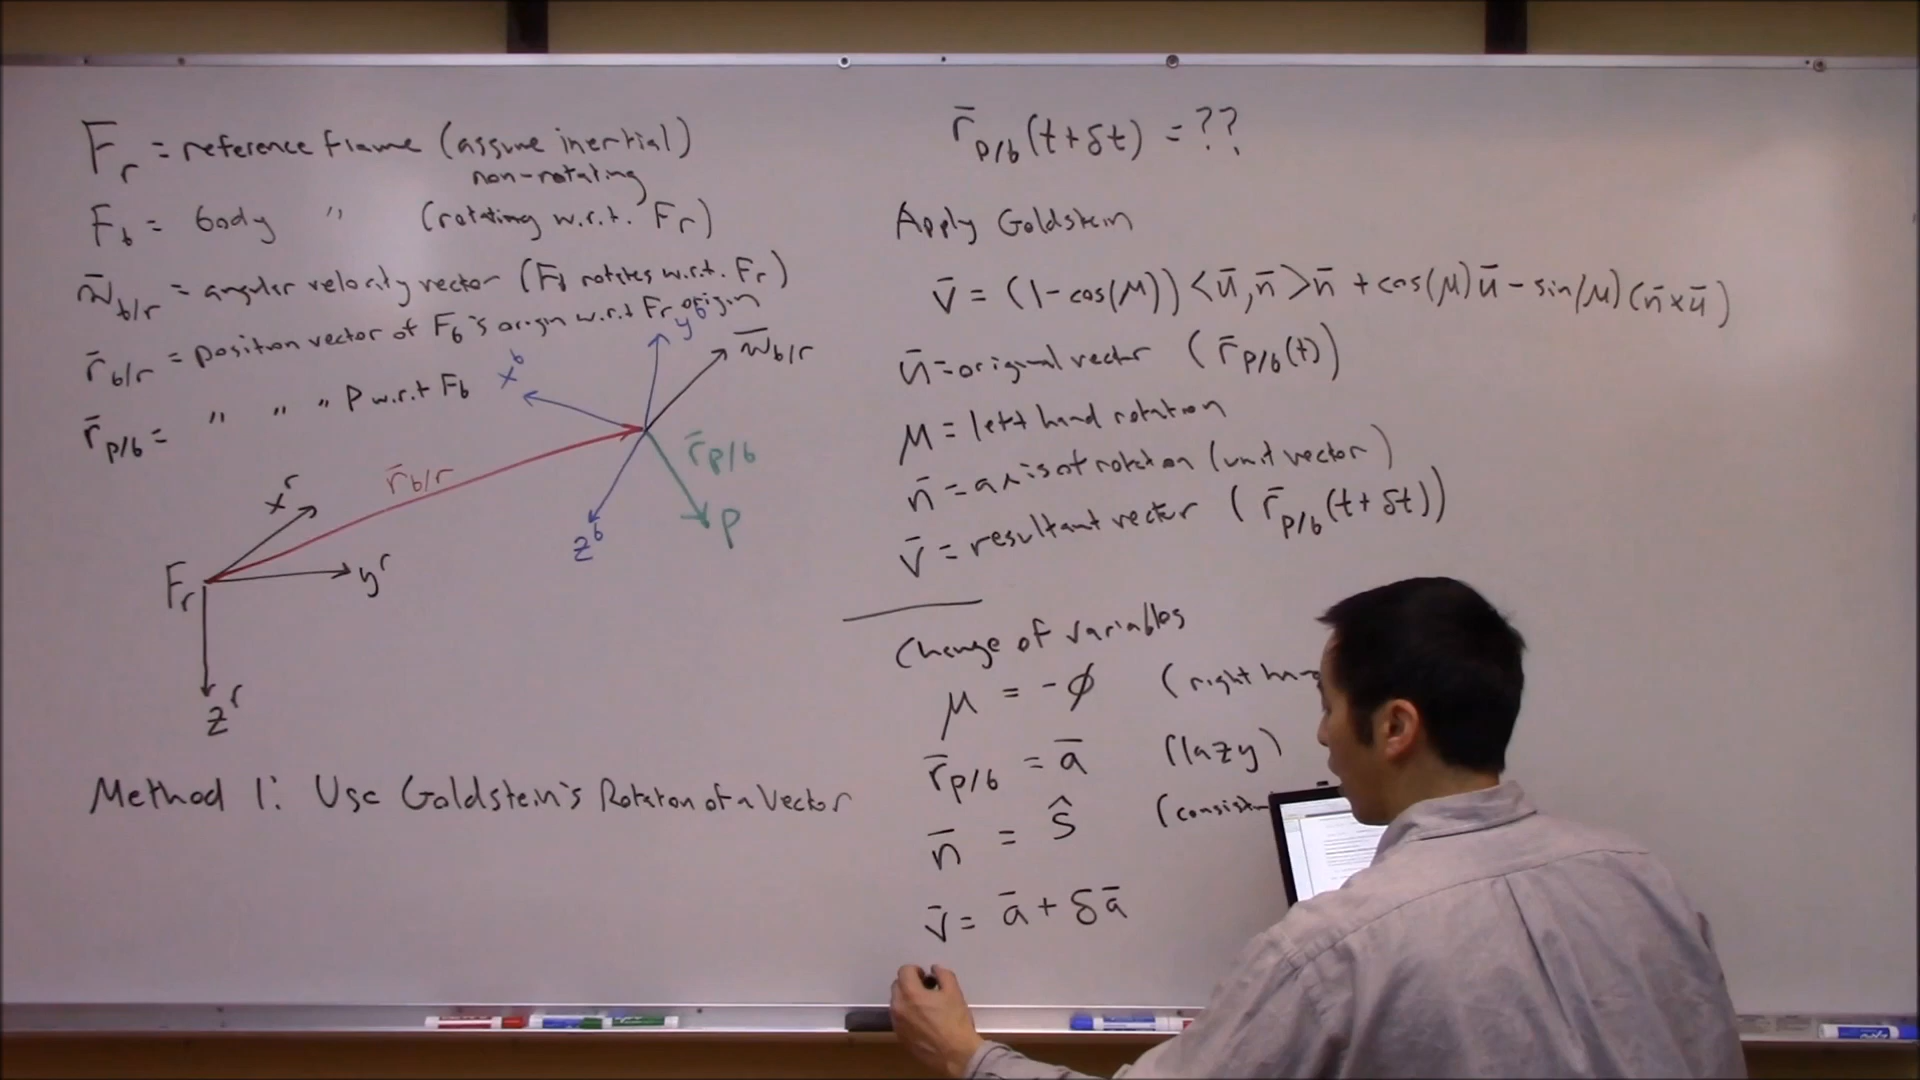 F_r = reference frame (assume inertial)
non-rotating
F_b = body " (rotating w.r.t. F_r)
w̄_b/r = angular velocity vector (F_b rotates w.r.t. F_r)
r̄_b/r = position vector of F_b's origin w.r.t F_r origin
r̄_p/b = " " " P w.r.t F_b
x^b
y^b
w̄_b/r
r̄_p/b
r̄_b/r
z^b
P
x^r
F_r
y^r
z^r
Method 1: Use Goldstein's Rotation of a Vector
r̄_p/b(t+δt) = ??
Apply Goldstein
v̄ = (1-cos(μ))<ū,n̄>n̄ + cos(μ)ū - sin(μ)(n̄×ū)
ū = original vector (r̄_p/b(t))
μ = left hand rotation
n̄ = axis of rotation (unit vector)
v̄ = resultant vector (r̄_p/b(t+δt))
Change of variables
μ = -φ (right
r̄_p/b = ā (lazy)
n̄ = ŝ
v̄ = ā + δā